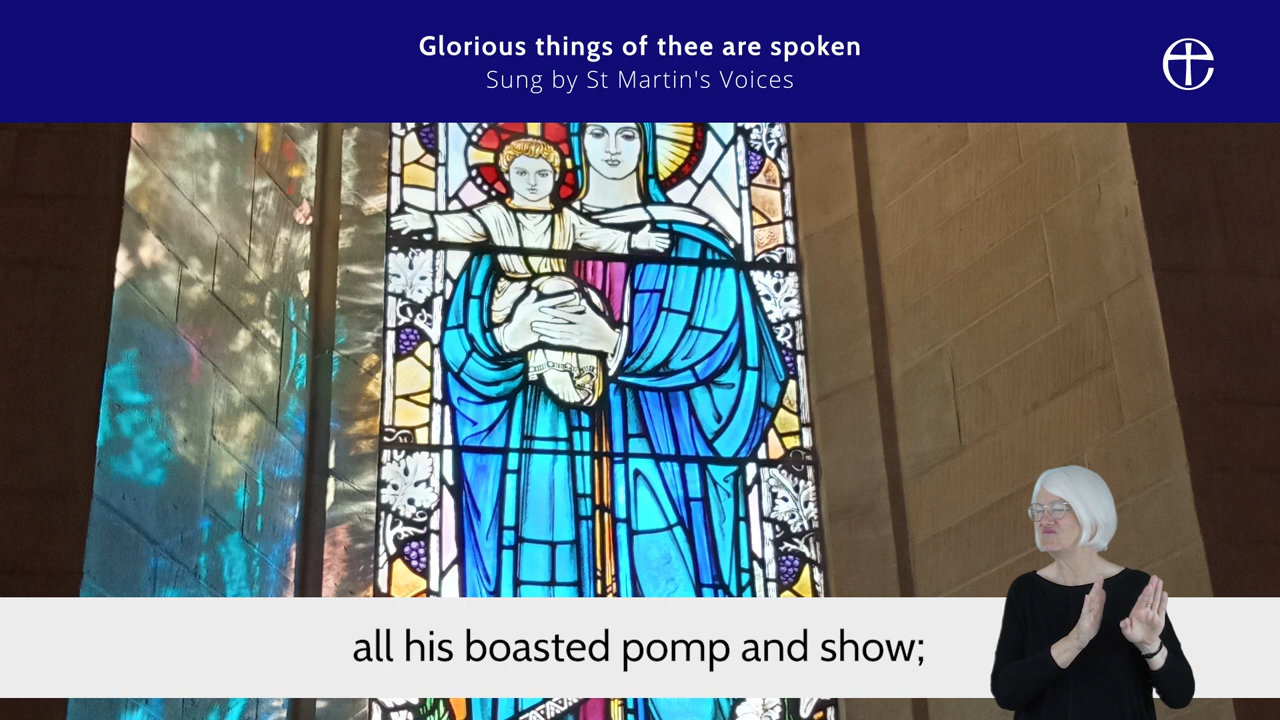 Glorious things of thee are spoken
Sung by St Martin's Voices
all his boasted pomp and show;